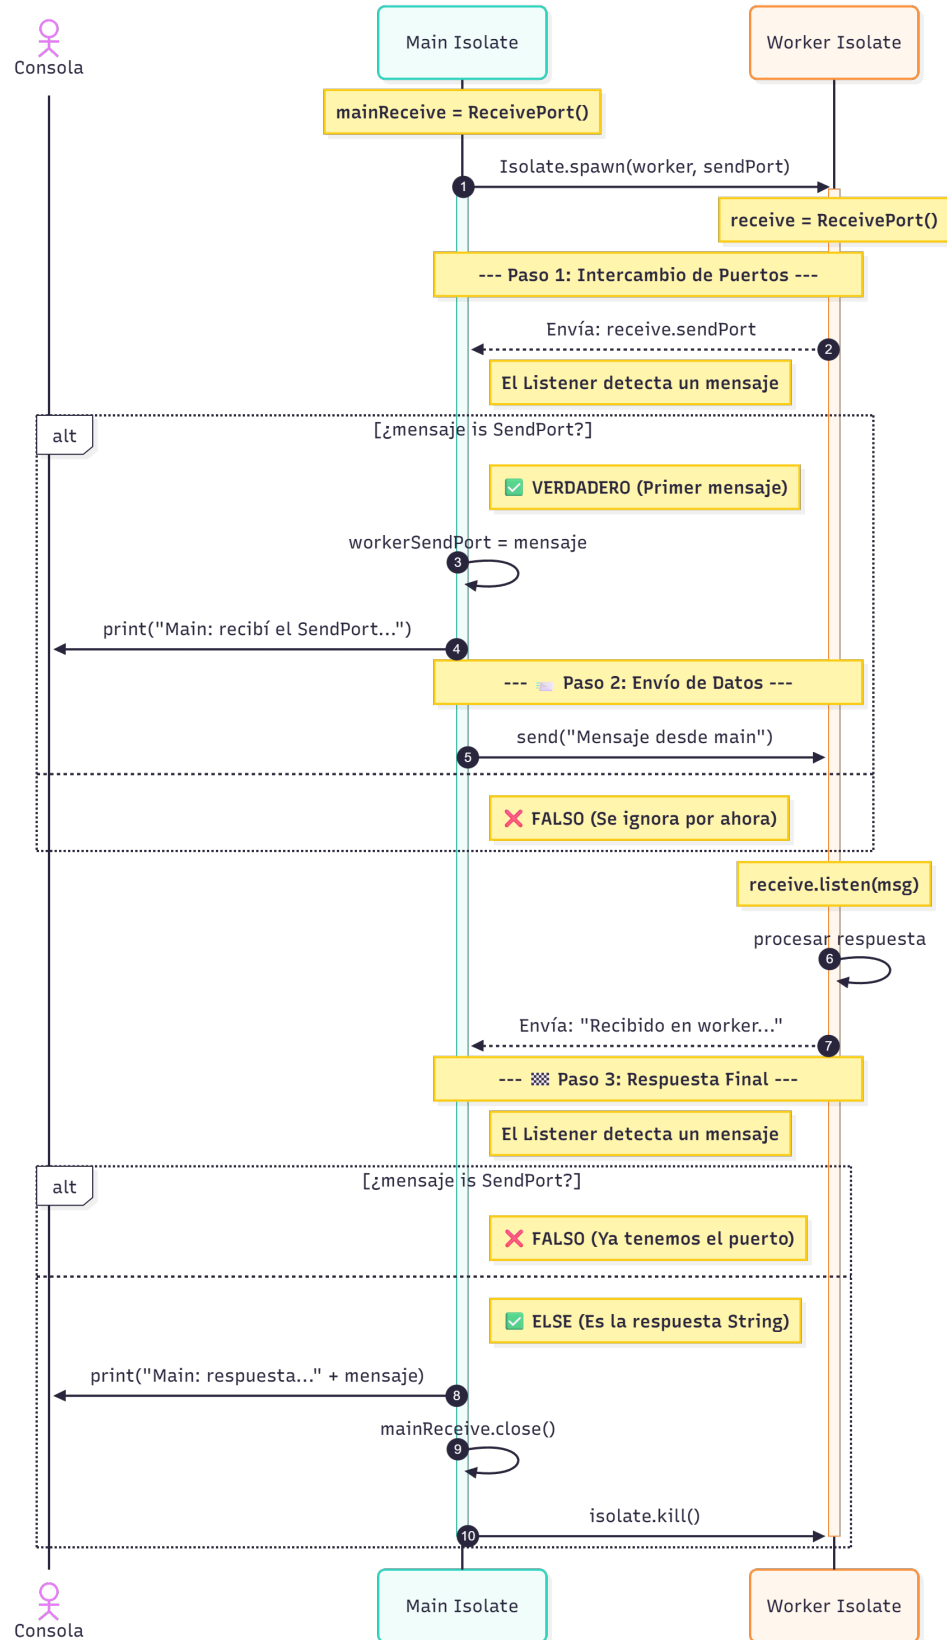 Main Isolate
Worker Isolate
Consola
mainReceive = ReceivePort()
Isolate.spawn(worker, sendPort)
1
receive = ReceivePort()
--- Paso 1: Intercambio de Puertos ---
Envía: receive.sendPort
2
El Listener detecta un mensaje
alt
[¿mensaje is SendPort?]
✅ VERDADERO (Primer mensaje)
workerSendPort = mensaje
3
print("Main: recibí el SendPort...")
4
--- 📨 Paso 2: Envío de Datos ---
send("Mensaje desde main")
5
❌ FALSO (Se ignora por ahora)
receive.listen(msg)
procesar respuesta
6
Envía: "Recibido en worker..."
7
--- 🏁 Paso 3: Respuesta Final ---
El Listener detecta un mensaje
alt
[¿mensaje is SendPort?]
❌ FALSO (Ya tenemos el puerto)
✅ ELSE (Es la respuesta String)
print("Main: respuesta..." + mensaje)
8
mainReceive.close()
9
isolate.kill()
10
Main Isolate
Worker Isolate
Consola